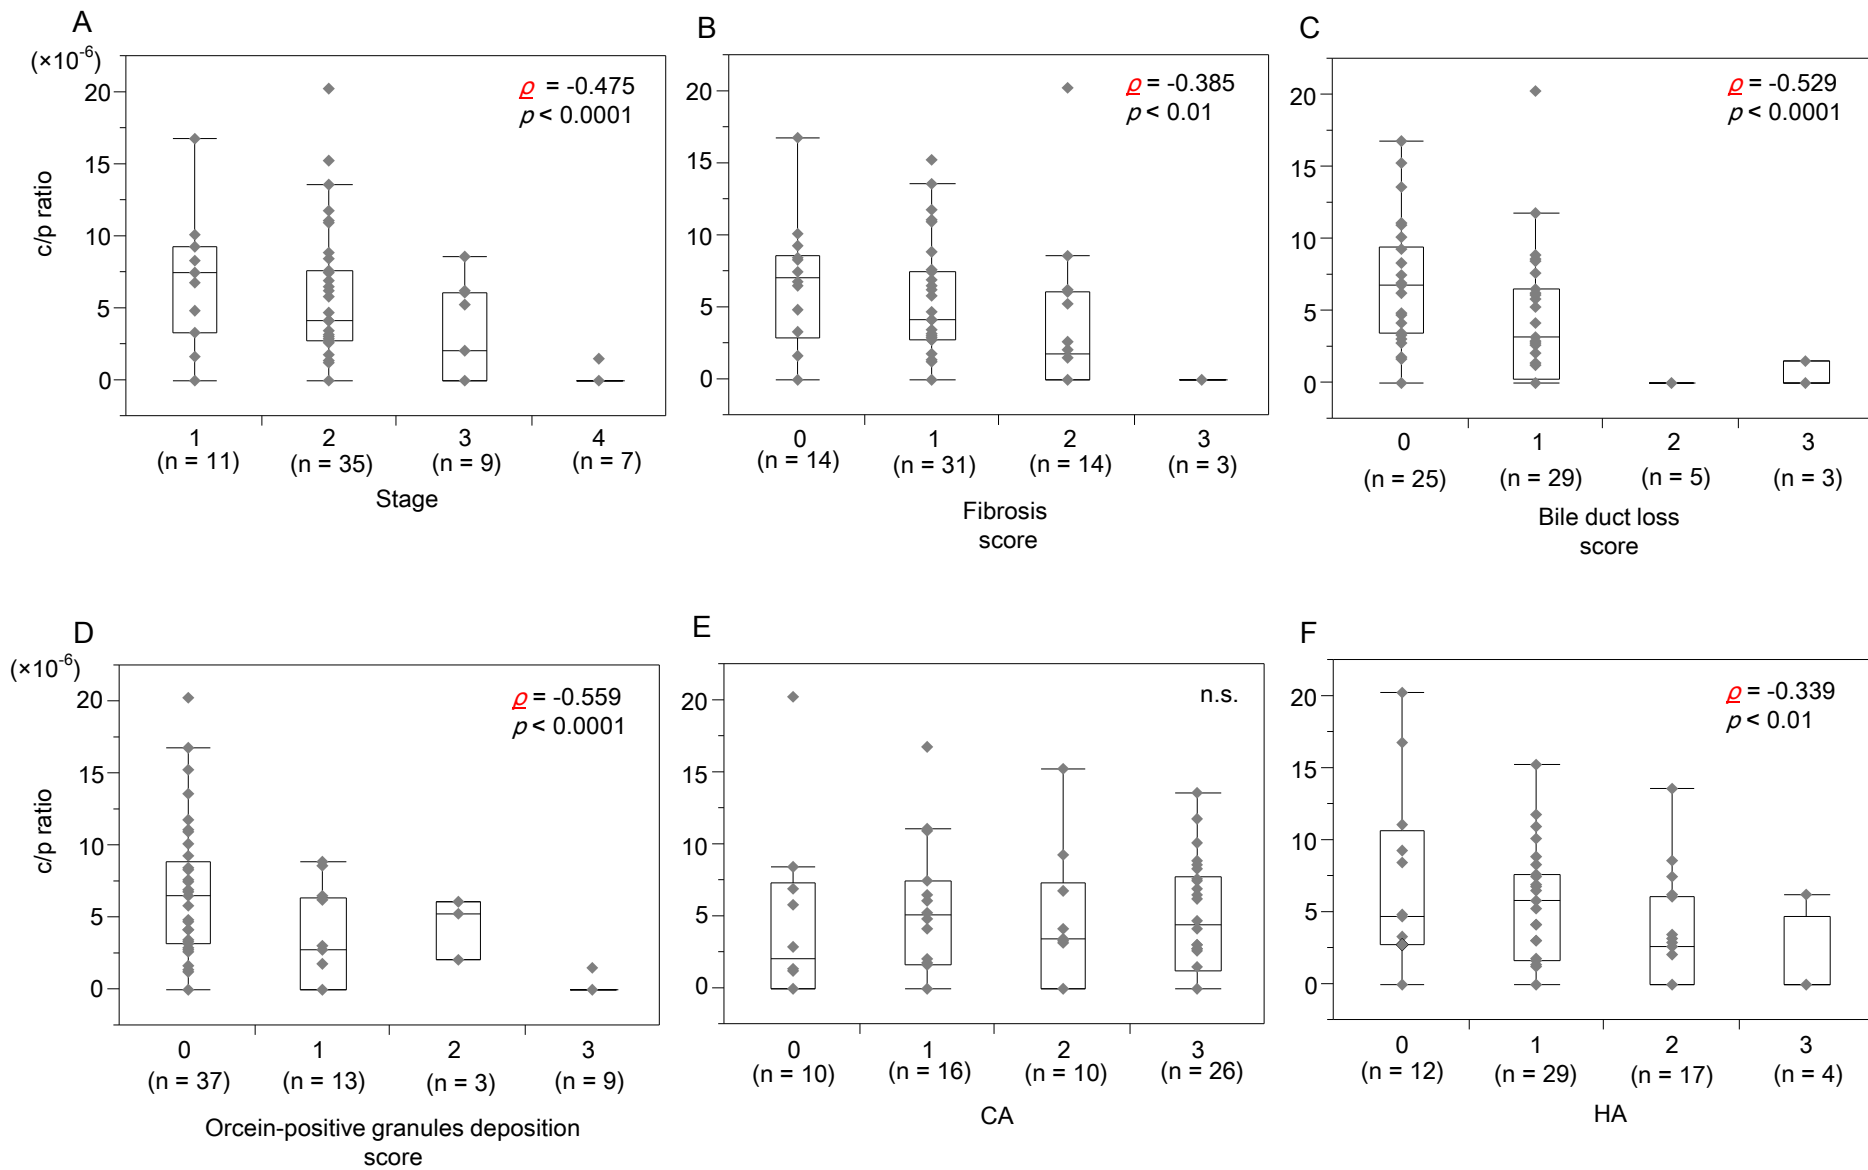 A
(×10-6)
ρ = -0.475
p < 0.0001
20
15
10
5
0
c/p ratio
1 2 3 4
(n = 11) (n = 35) (n = 9) (n = 7)
Stage
B
ρ = -0.385
p < 0.01
20
15
10
5
0
0 1 2 3
(n = 14) (n = 31) (n = 14) (n = 3)
Fibrosis
score
C
ρ = -0.529
p < 0.0001
20
15
10
5
0
0 1 2 3
(n = 25) (n = 29) (n = 5) (n = 3)
Bile duct loss
score
D
(×10-6)
ρ = -0.559
p < 0.0001
20
15
10
5
0
c/p ratio
0 1 2 3
(n = 37) (n = 13) (n = 3) (n = 9)
Orcein-positive granules deposition
score
E
n.s.
20
15
10
5
0
0 1 2 3
(n = 10) (n = 16) (n = 10) (n = 26)
CA
F
ρ = -0.339
p < 0.01
20
15
10
5
0
0 1 2 3
(n = 12) (n = 29) (n = 17) (n = 4)
HA